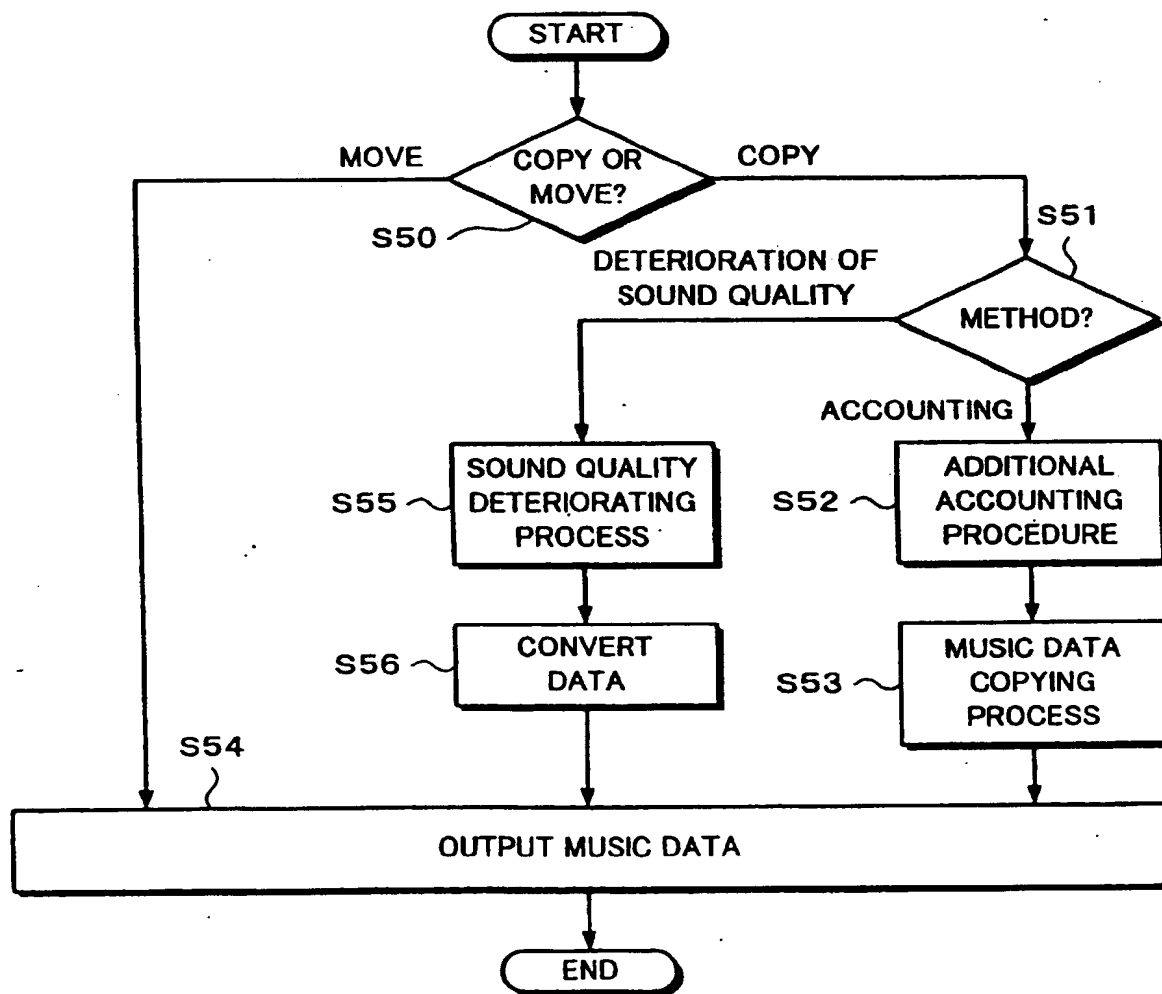 START
COPY OR
MOVE?
MOVE
COPY
S50
S51
DETERIORATION OF
SOUND QUALITY
METHOD?
ACCOUNTING
SOUND QUALITY
DETERIORATING
PROCESS
S55
ADDITIONAL
ACCOUNTING
PROCEDURE
S52
CONVERT
DATA
S56
MUSIC DATA
COPYING
PROCESS
S53
S54
OUTPUT MUSIC DATA
END